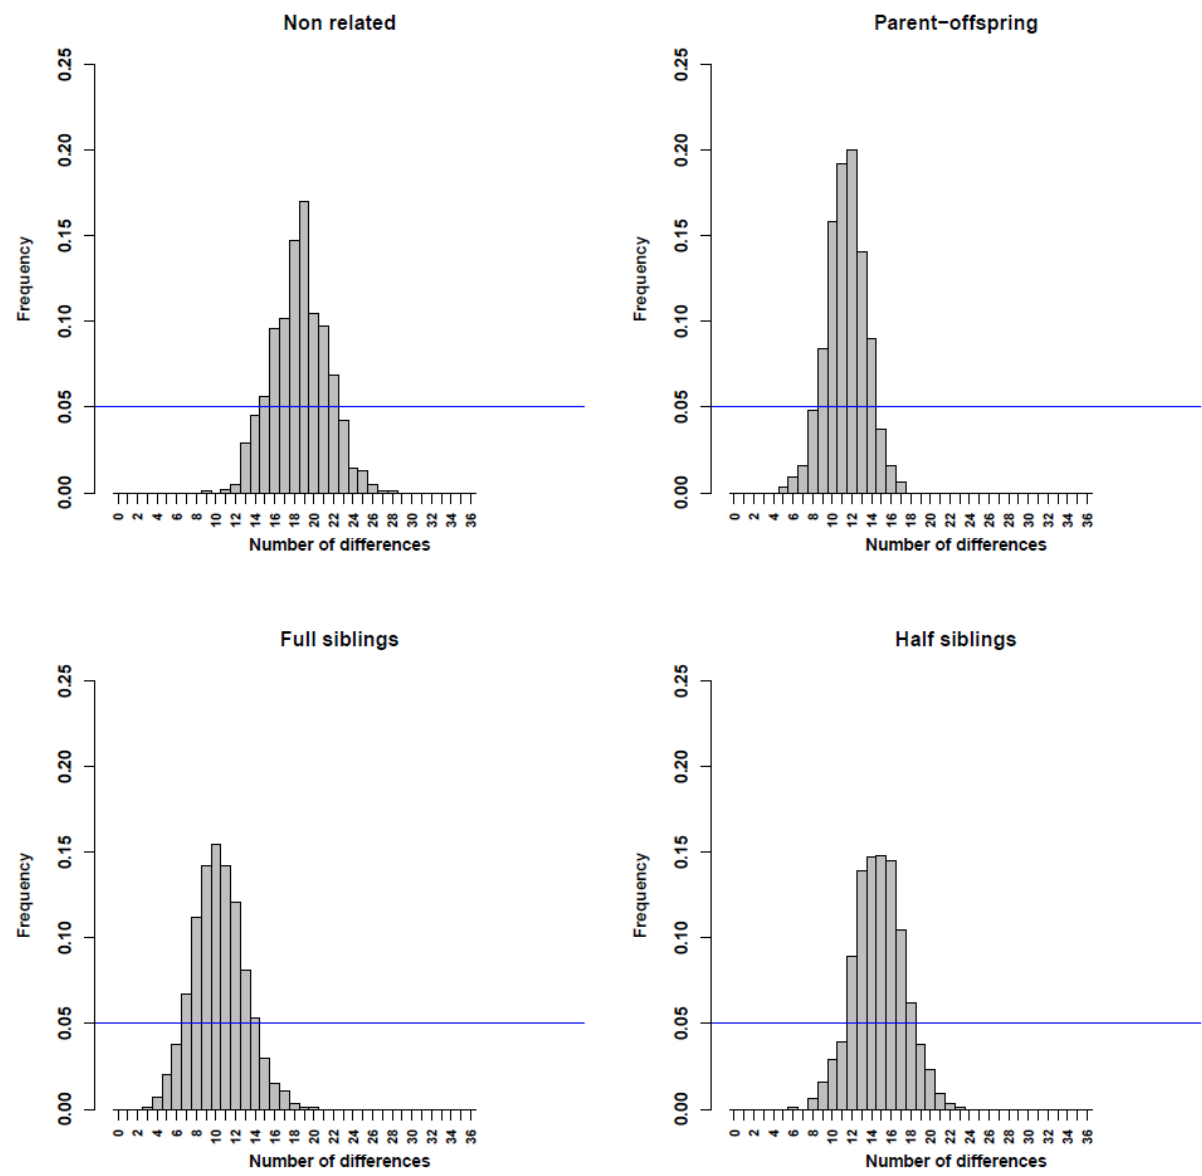 Non related
Frequency
0.00 0.05 0.10 0.15 0.20 0.25
0 2 4 6 8 10 12 14 16 18 20 22 24 26 28 30 32 34 36
Number of differences
Parent−offspring
Frequency
0.00 0.05 0.10 0.15 0.20 0.25
0 2 4 6 8 10 12 14 16 18 20 22 24 26 28 30 32 34 36
Number of differences
Full siblings
Frequency
0.00 0.05 0.10 0.15 0.20 0.25
0 2 4 6 8 10 12 14 16 18 20 22 24 26 28 30 32 34 36
Number of differences
Half siblings
Frequency
0.00 0.05 0.10 0.15 0.20 0.25
0 2 4 6 8 10 12 14 16 18 20 22 24 26 28 30 32 34 36
Number of differences